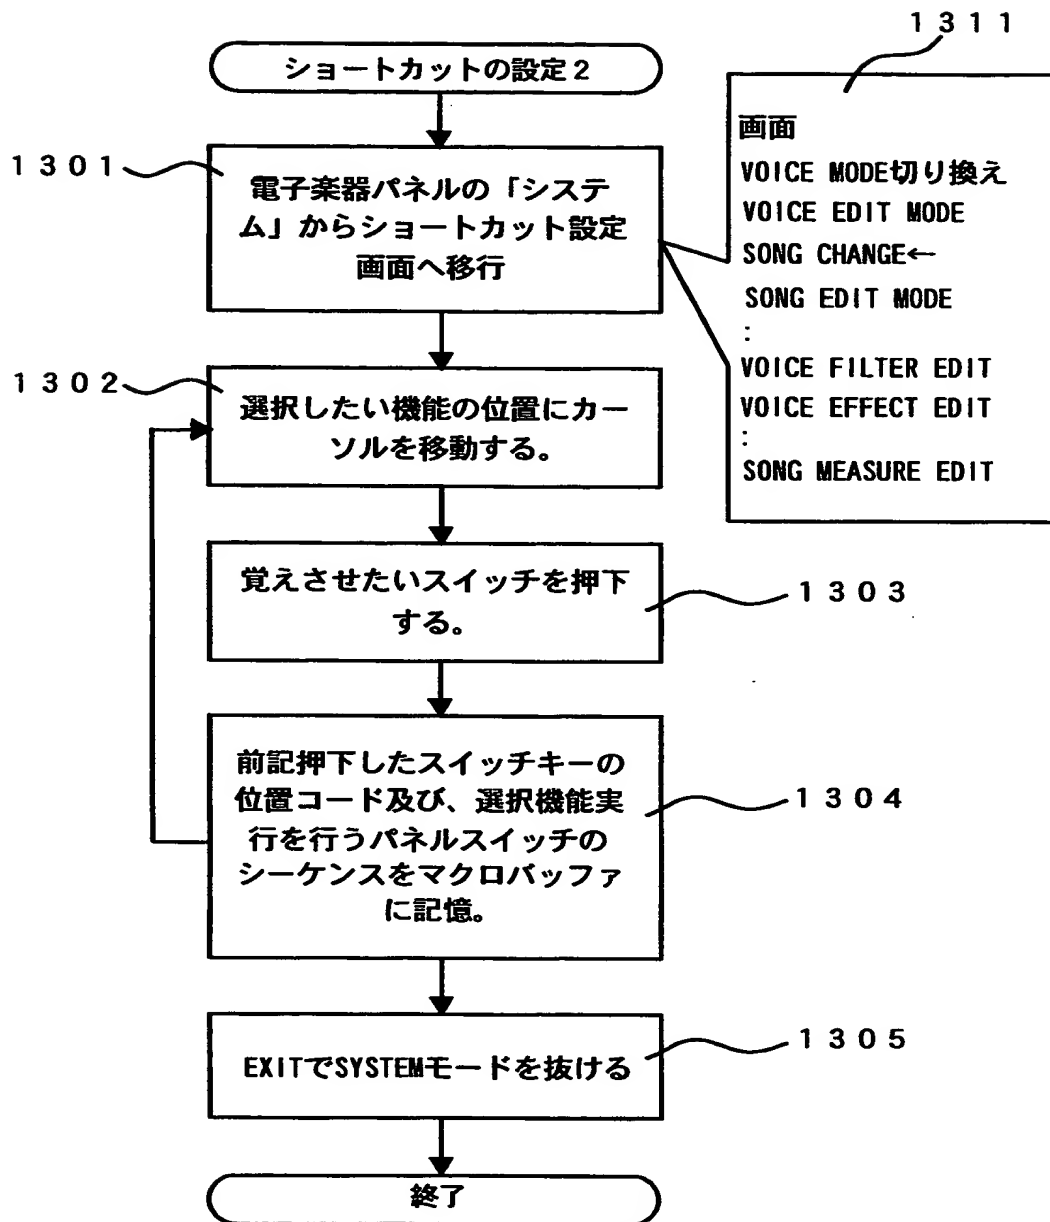 １３１１
ショートカットの設定２
１３０１
電子楽器パネルの「システ
ム」からショートカット設定
画面へ移行
画面
VOICE MODE切り換え
VOICE EDIT MODE
SONG CHANGE←
SONG EDIT MODE
:
VOICE FILTER EDIT
VOICE EFFECT EDIT
:
SONG MEASURE EDIT
１３０２
選択したい機能の位置にカー
ソルを移動する。
覚えさせたいスイッチを押下
する。
１３０３
前記押下したスイッチキーの
位置コード及び、選択機能実
行を行うパネルスイッチの
シーケンスをマクロバッファ
に記憶。
１３０４
EXITでSYSTEMモードを抜ける
１３０５
終了